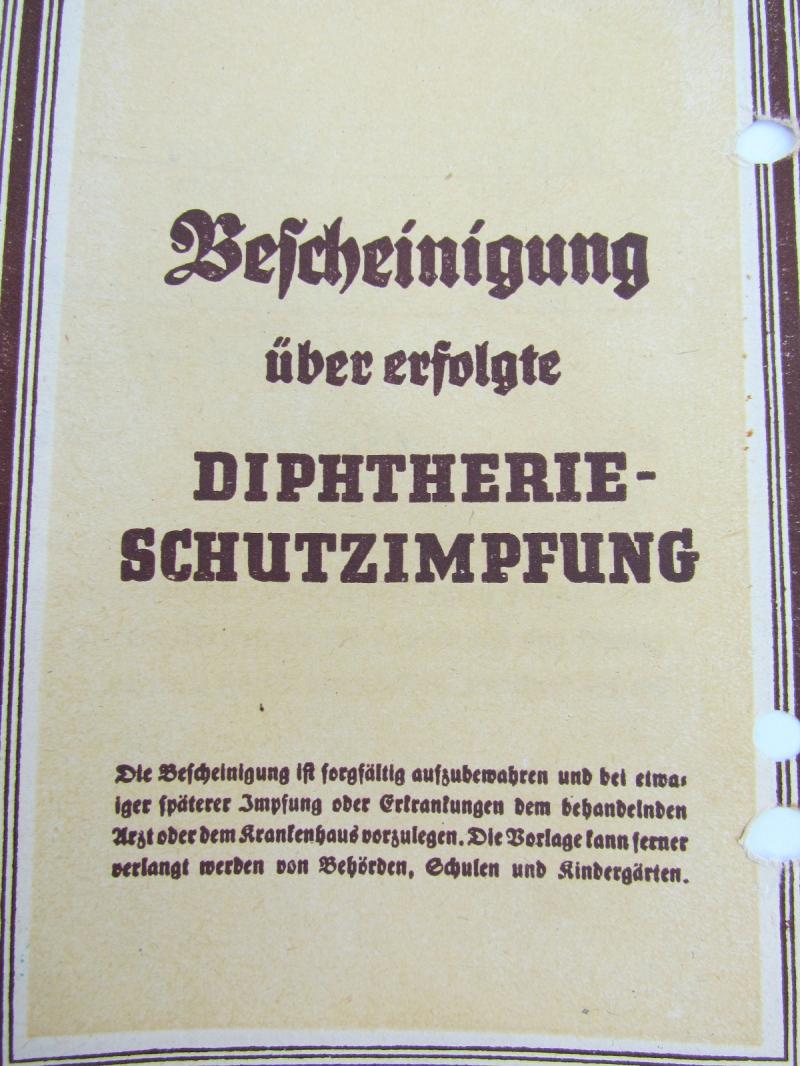 Bescheinigung
über erfolgte
DIPHTHERIE-
SCHUTZIMPFUNG
Die Bescheinigung ist sorgfältig aufzubewahren und bei etwa-
iger späterer Impfung oder Erkrankungen dem behandelnden
Arzt oder dem Krankenhaus vorzulegen. Die Vorlage kann ferner
verlangt werden von Behörden, Schulen und Kindergärten.